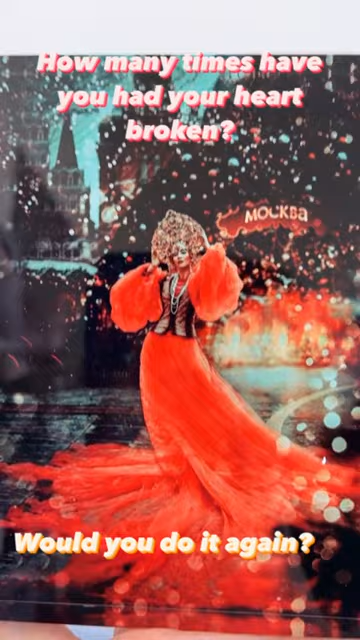 How many times have
you had your heart
broken?
МОСКВа
Would you do it again?